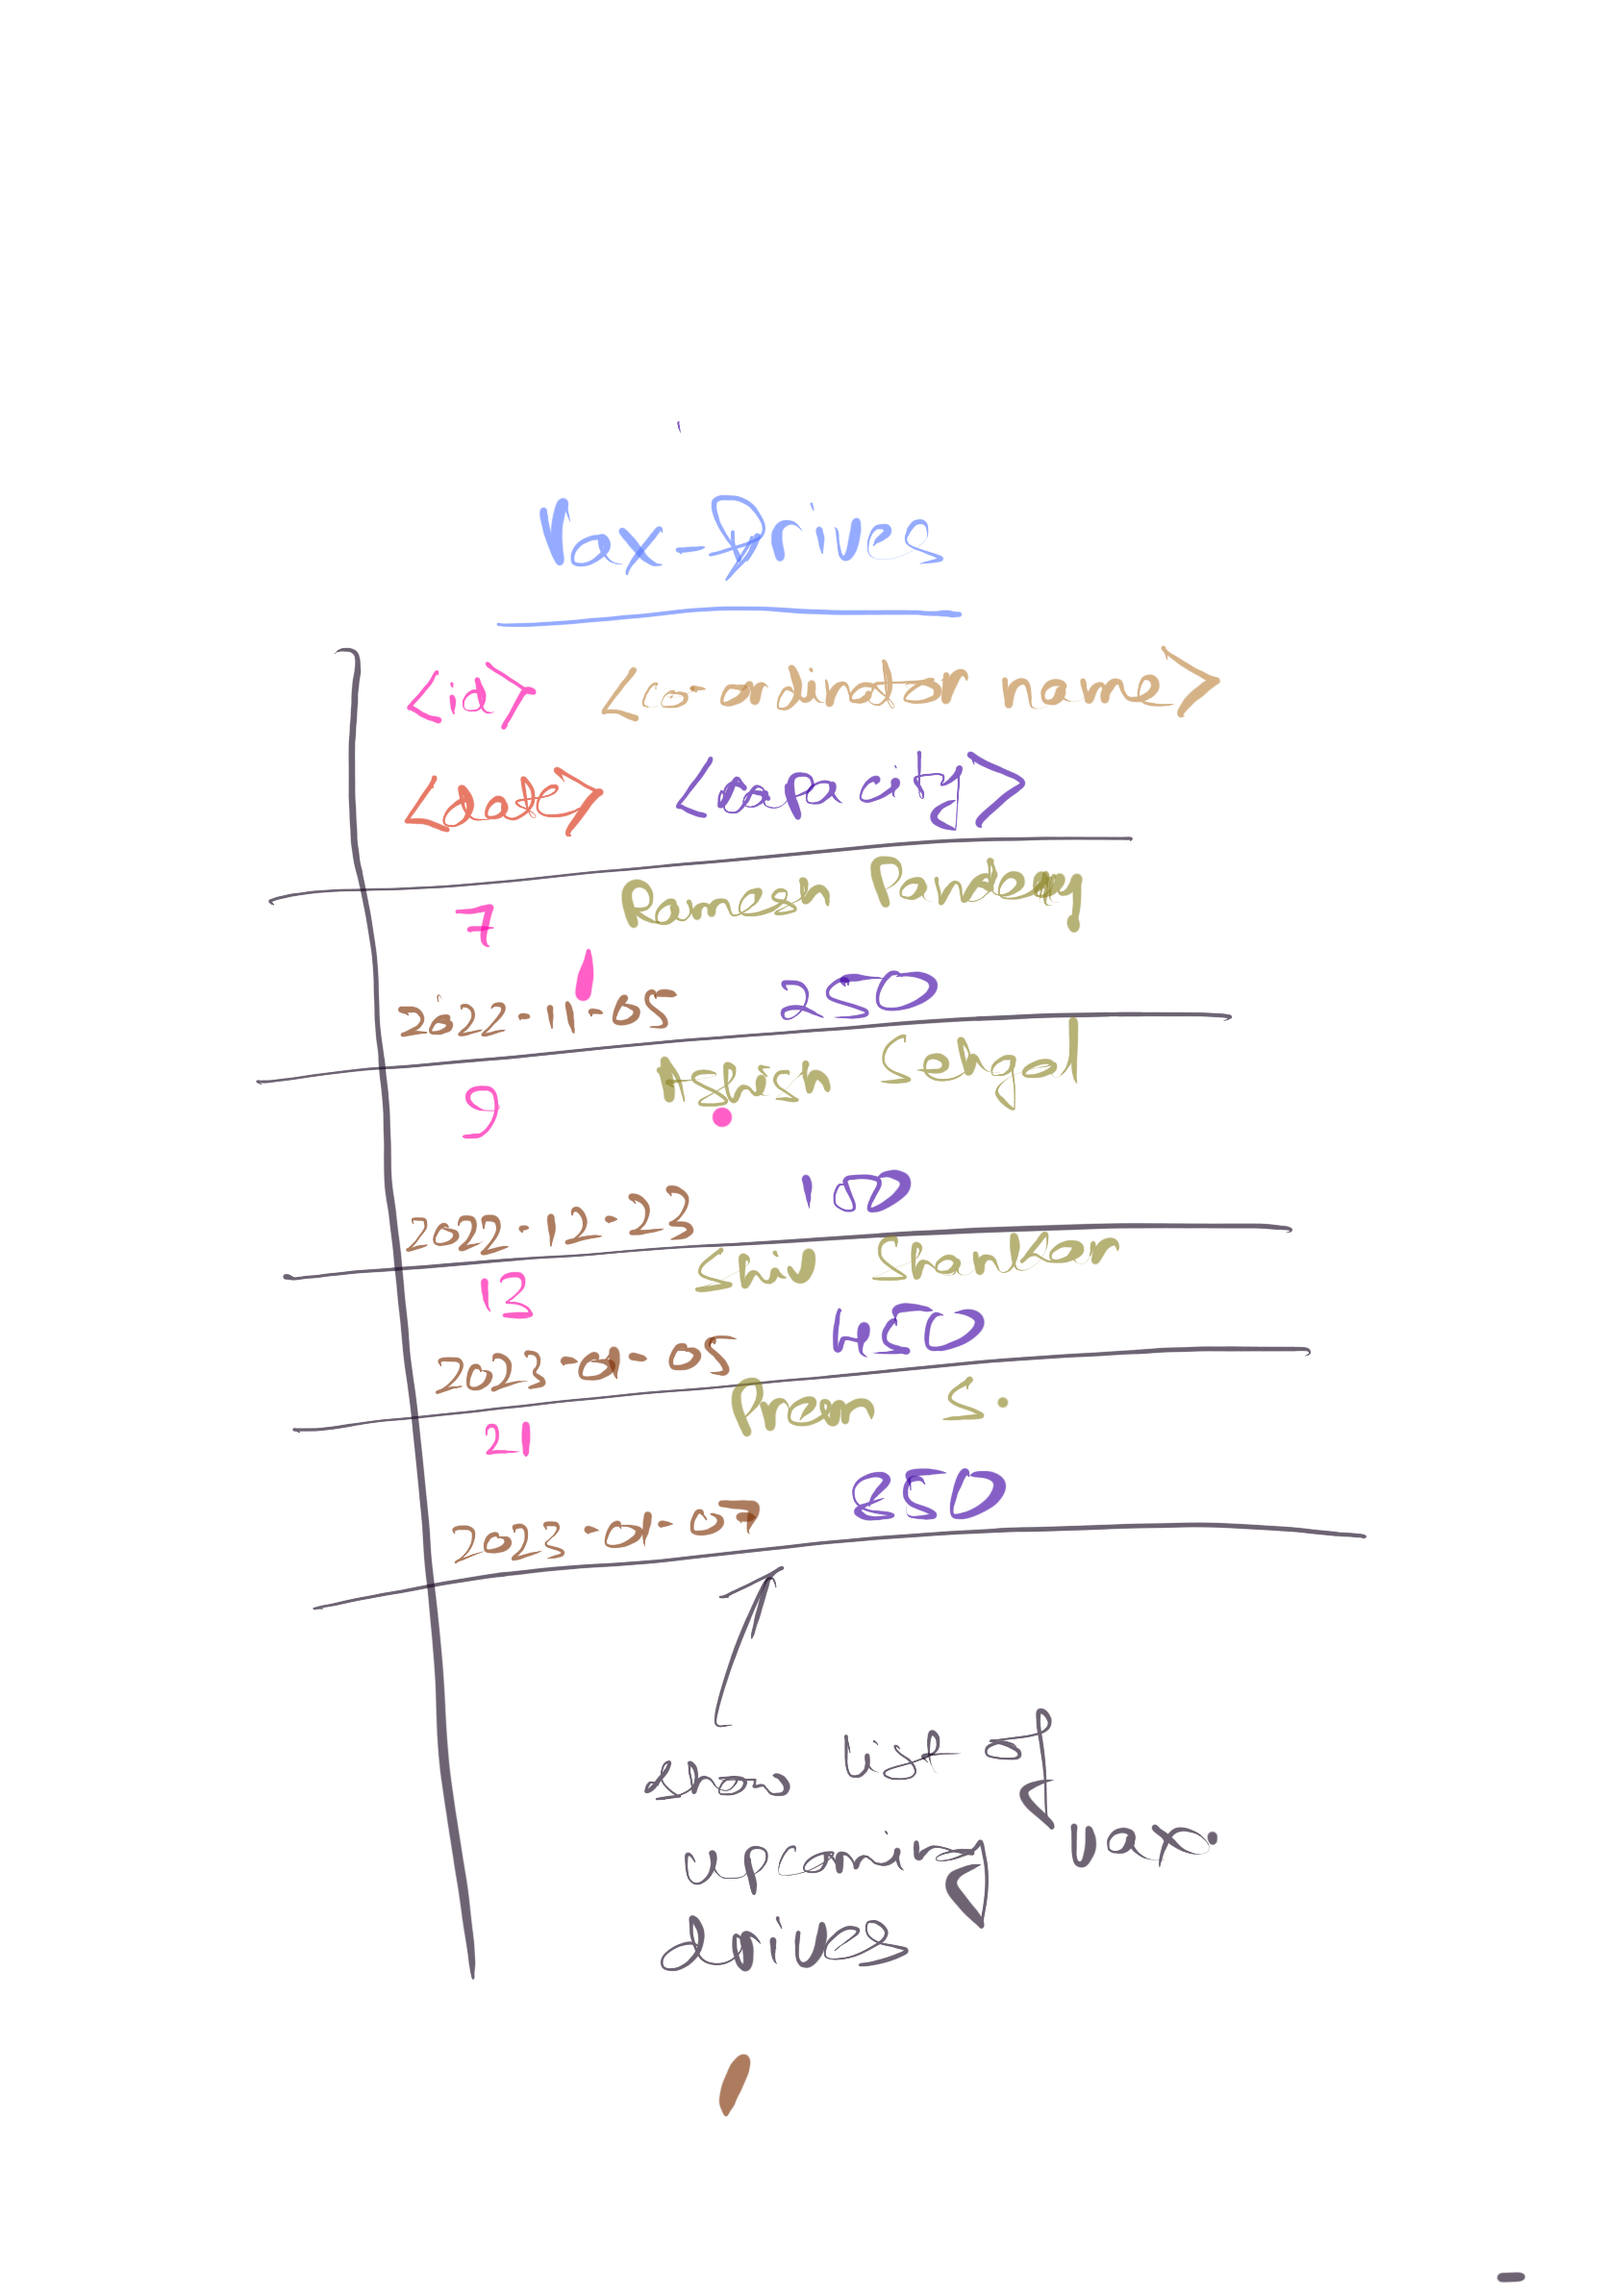 Vax-Drives
<id> <co-ordinator name>
<date> <capacity>
7 Ramesh Pandey
2022-11-05 250
9 Sehgal
2022-12-23 100
13 Shiv Shankar
2023-01-05 450
21 Prem S.
2023-01-07 850
show list of
upcoming vax.
drives